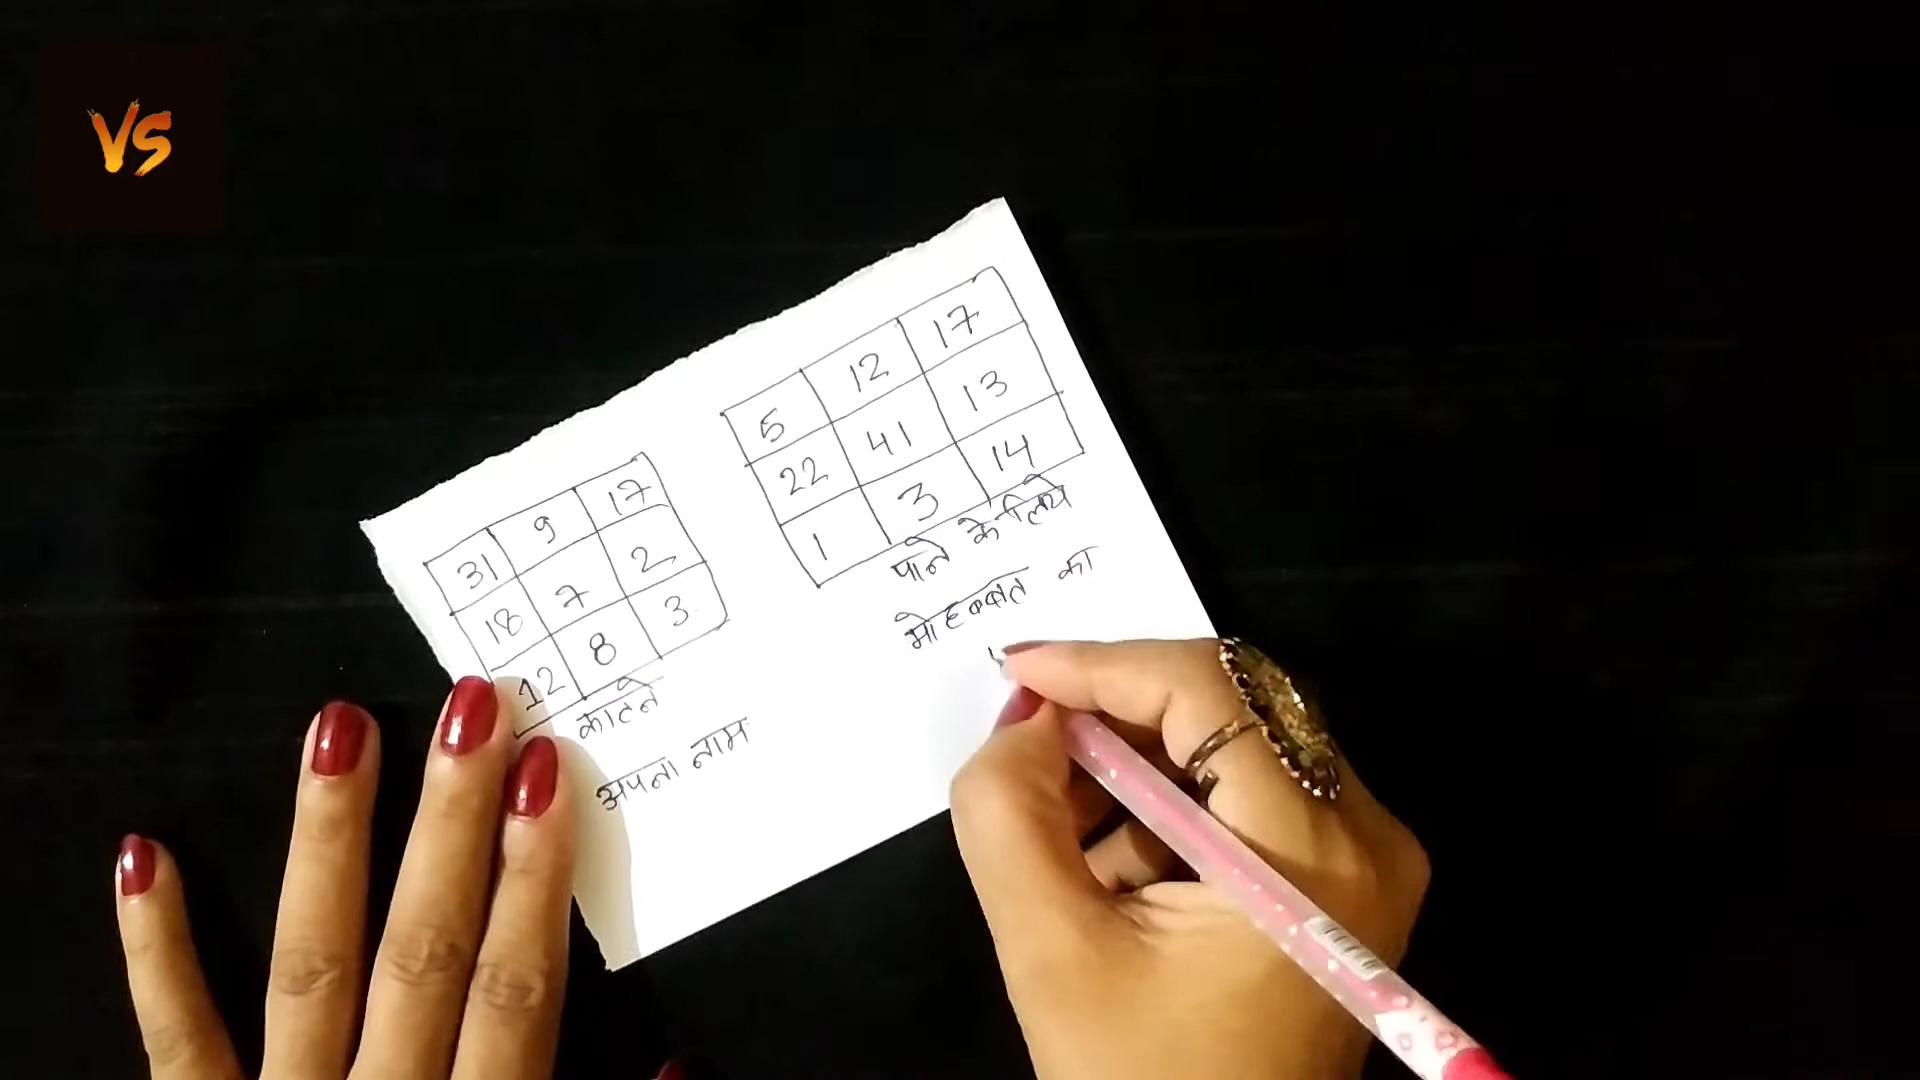 VS
31 9 17
18 7 2
12 8 3
काटने
अपना नाम
5 12 17
22 41 13
1 3 14
पाने के लिये
मोहब्बत का